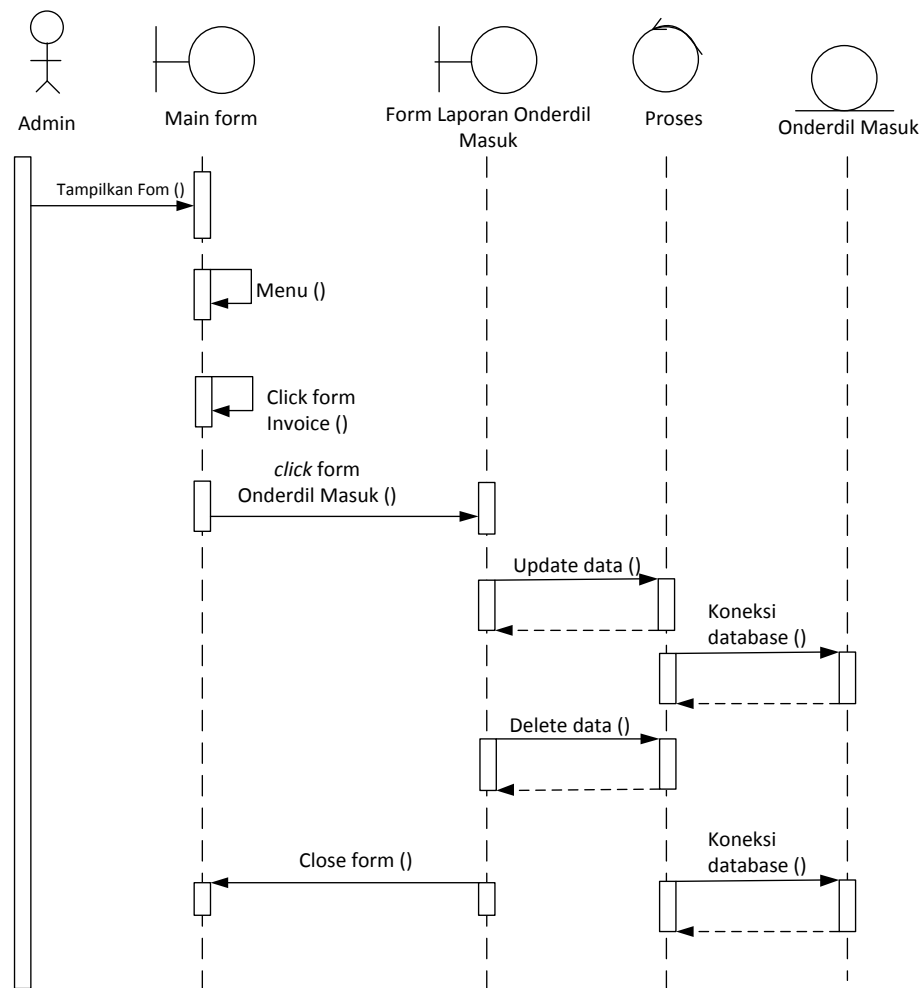 Admin
Main form
Form Laporan Onderdil
Masuk
Proses
Onderdil Masuk
Tampilkan Fom ()
Menu ()
Click form
Invoice ()
click form
Onderdil Masuk ()
Update data ()
Koneksi
database ()
Delete data ()
Close form ()
Koneksi
database ()